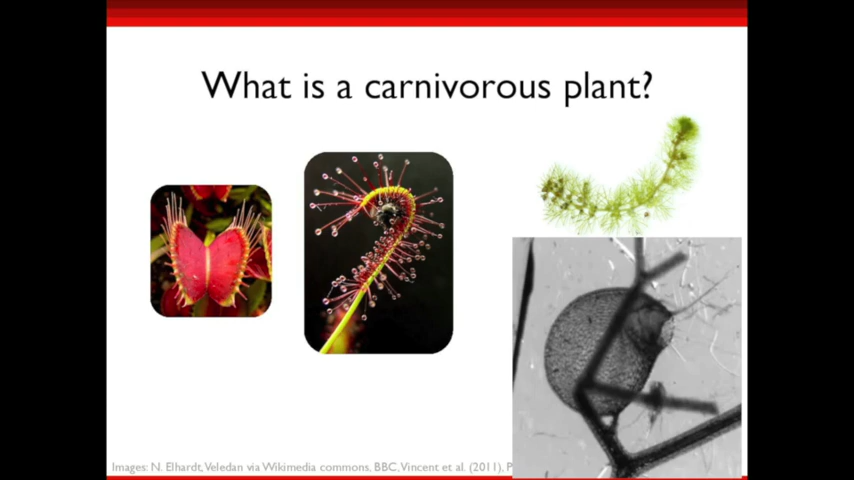 What is a carnivorous plant?
Images: N. Elhardt, Veledan via Wikimedia commons, BBC, Vincent et al. (2011), P